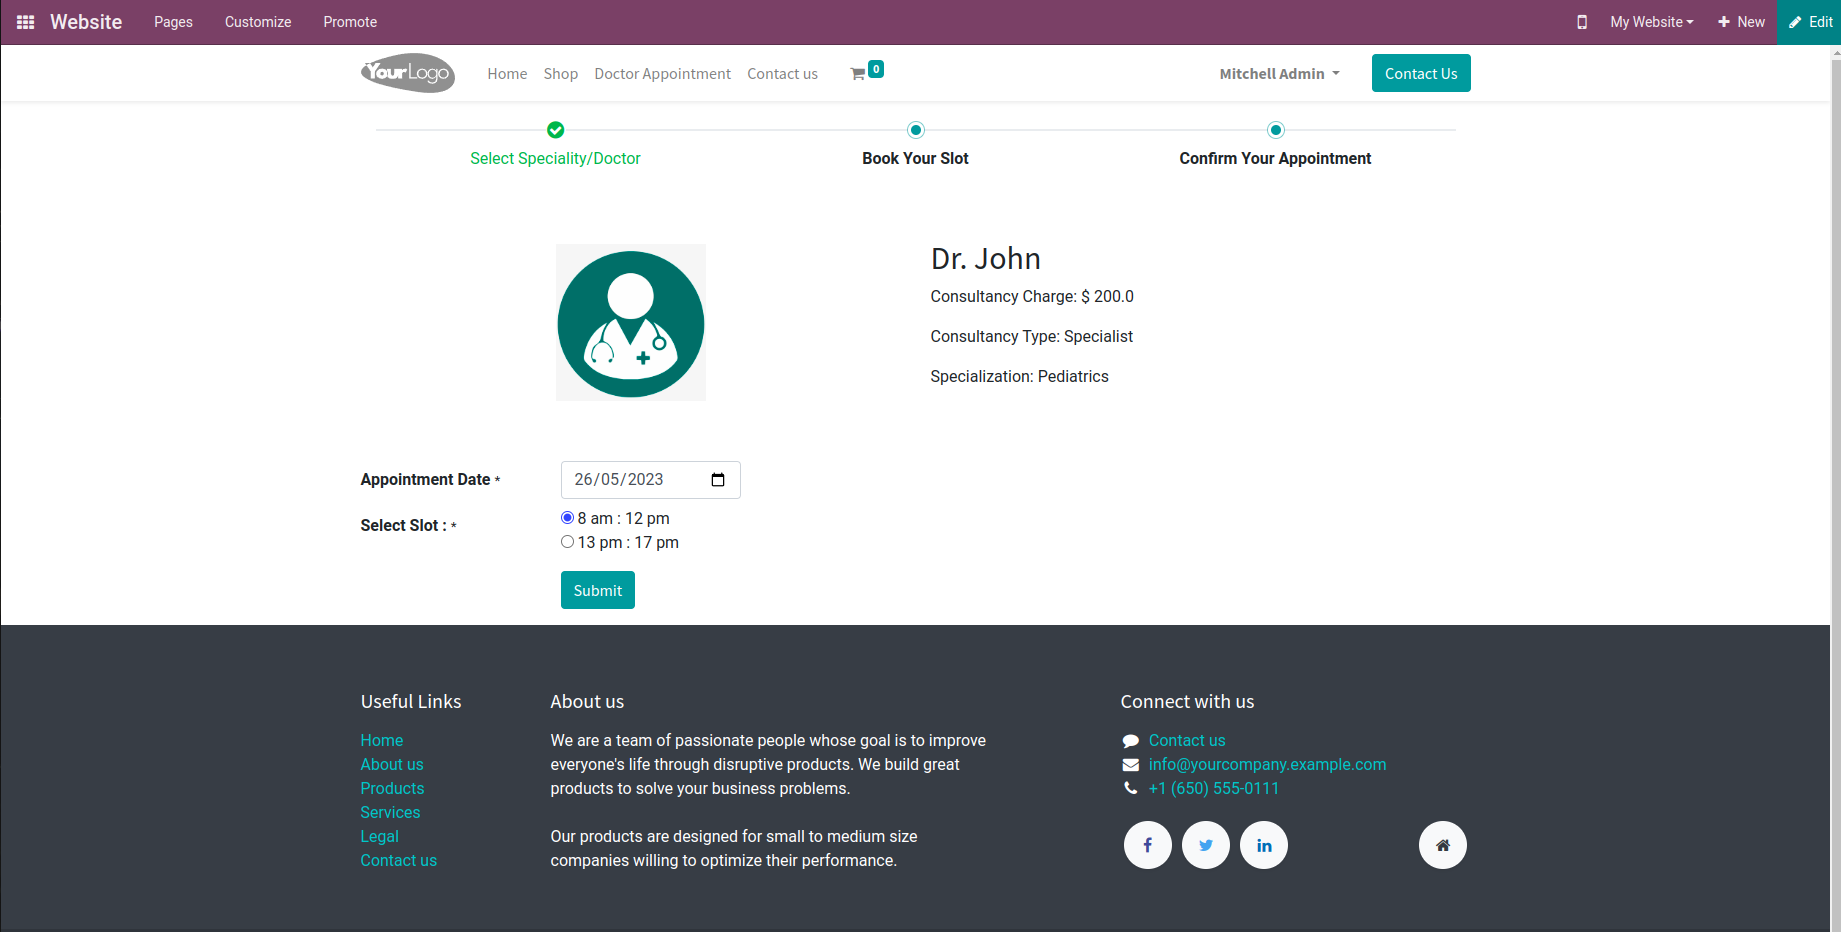 Website Pages Customize Promote My Website New Edit
YourLogo Home Shop Doctor Appointment Contact us 0 Mitchell Admin Contact Us
Select Speciality/Doctor Book Your Slot Confirm Your Appointment
Dr. John
Consultancy Charge: $ 200.0
Consultancy Type: Specialist
Specialization: Pediatrics
Appointment Date * 26/05/2023
Select Slot : * 8 am : 12 pm
13 pm : 17 pm
Submit
Useful Links
Home
About us
Products
Services
Legal
Contact us
About us
We are a team of passionate people whose goal is to improve
everyone's life through disruptive products. We build great
products to solve your business problems.
Our products are designed for small to medium size
companies willing to optimize their performance.
Connect with us
Contact us
info@yourcompany.example.com
+1 (650) 555-0111